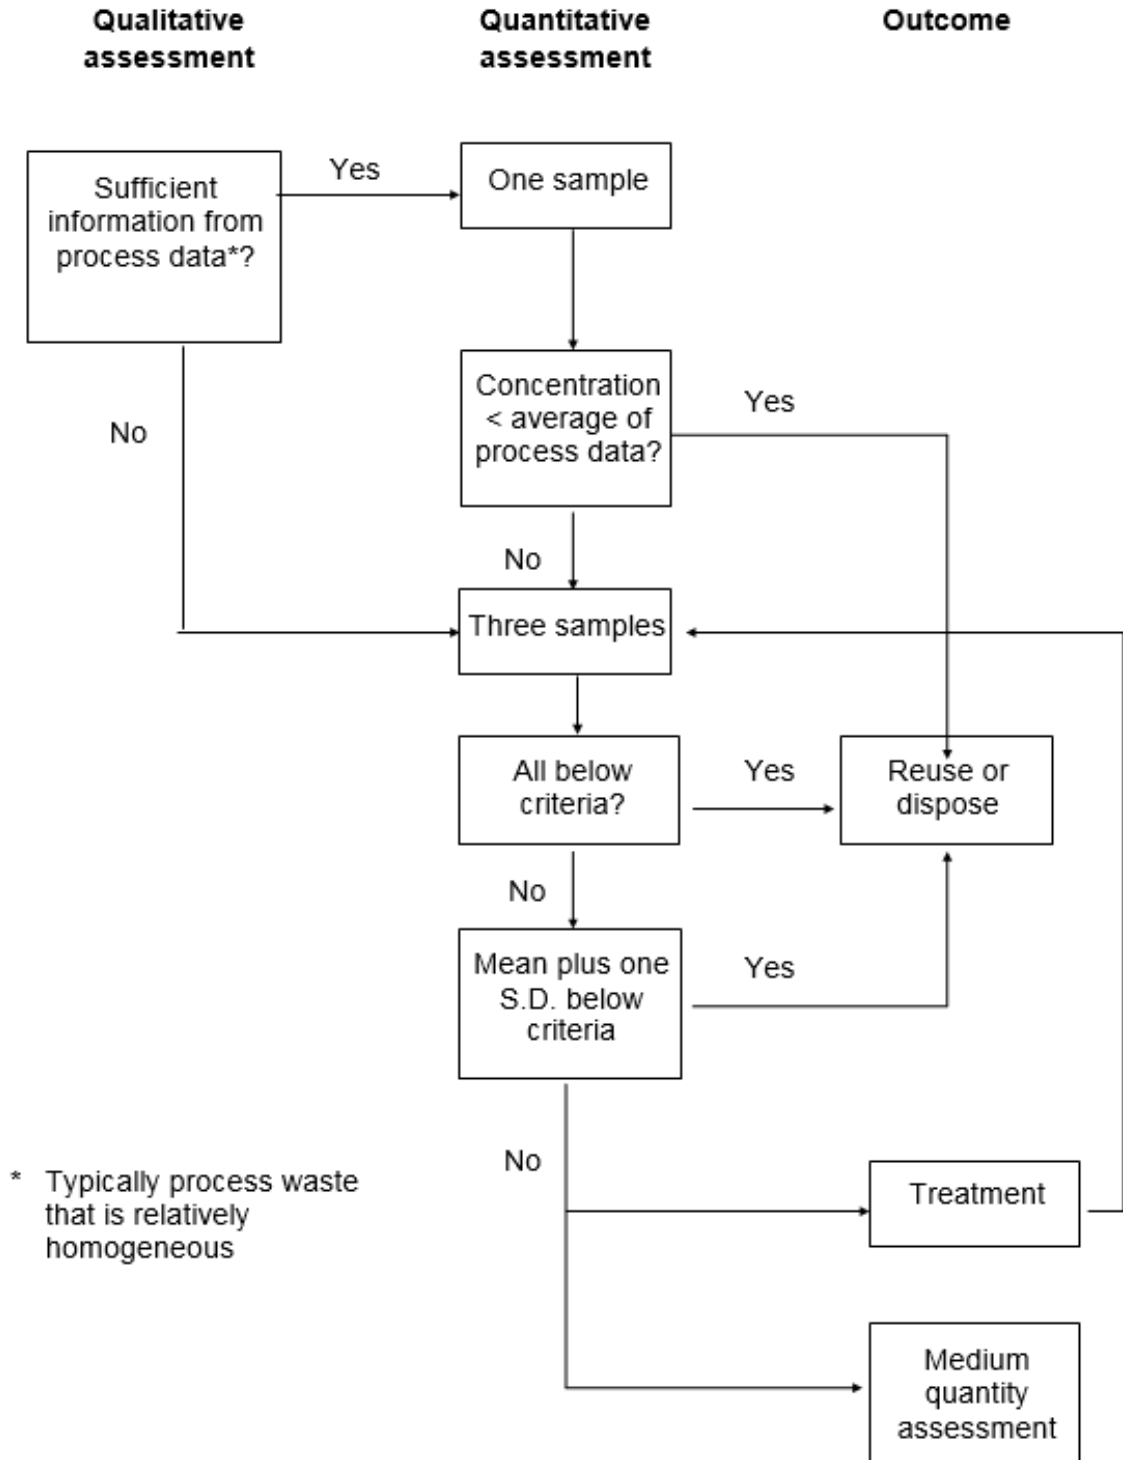 Qualitative
assessment
Quantitative
assessment
Outcome
Sufficient
information from
process data*?
Yes
One sample
No
Concentration
< average of
process data?
Yes
No
Three samples
All below
criteria?
Yes
Reuse or
dispose
No
Mean plus one
S.D. below
criteria
Yes
No
* Typically process waste
that is relatively
homogeneous
Treatment
Medium
quantity
assessment